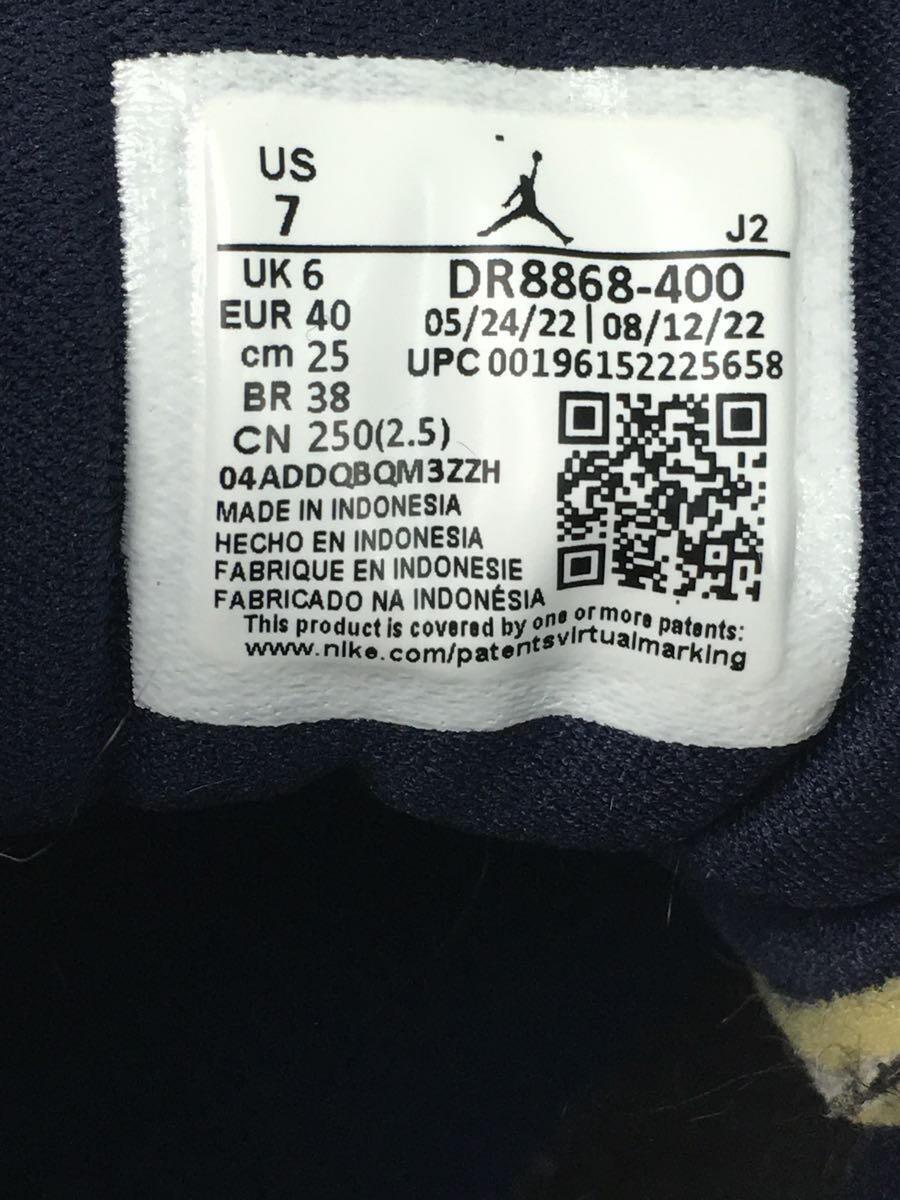 US
7
J2
UK 6
EUR 40
cm 25
BR 38
CN 250(2.5)
DR8868-400
05/24/22 | 08/12/22
UPC 00196152225658
04ADDQBQM3ZZH
MADE IN INDONESIA
HECHO EN INDONESIA
FABRIQUE EN INDONESIE
FABRICADO NA INDONÉSIA
This product is covered by one or more patents:
www.nike.com/patentsvirtualmarking